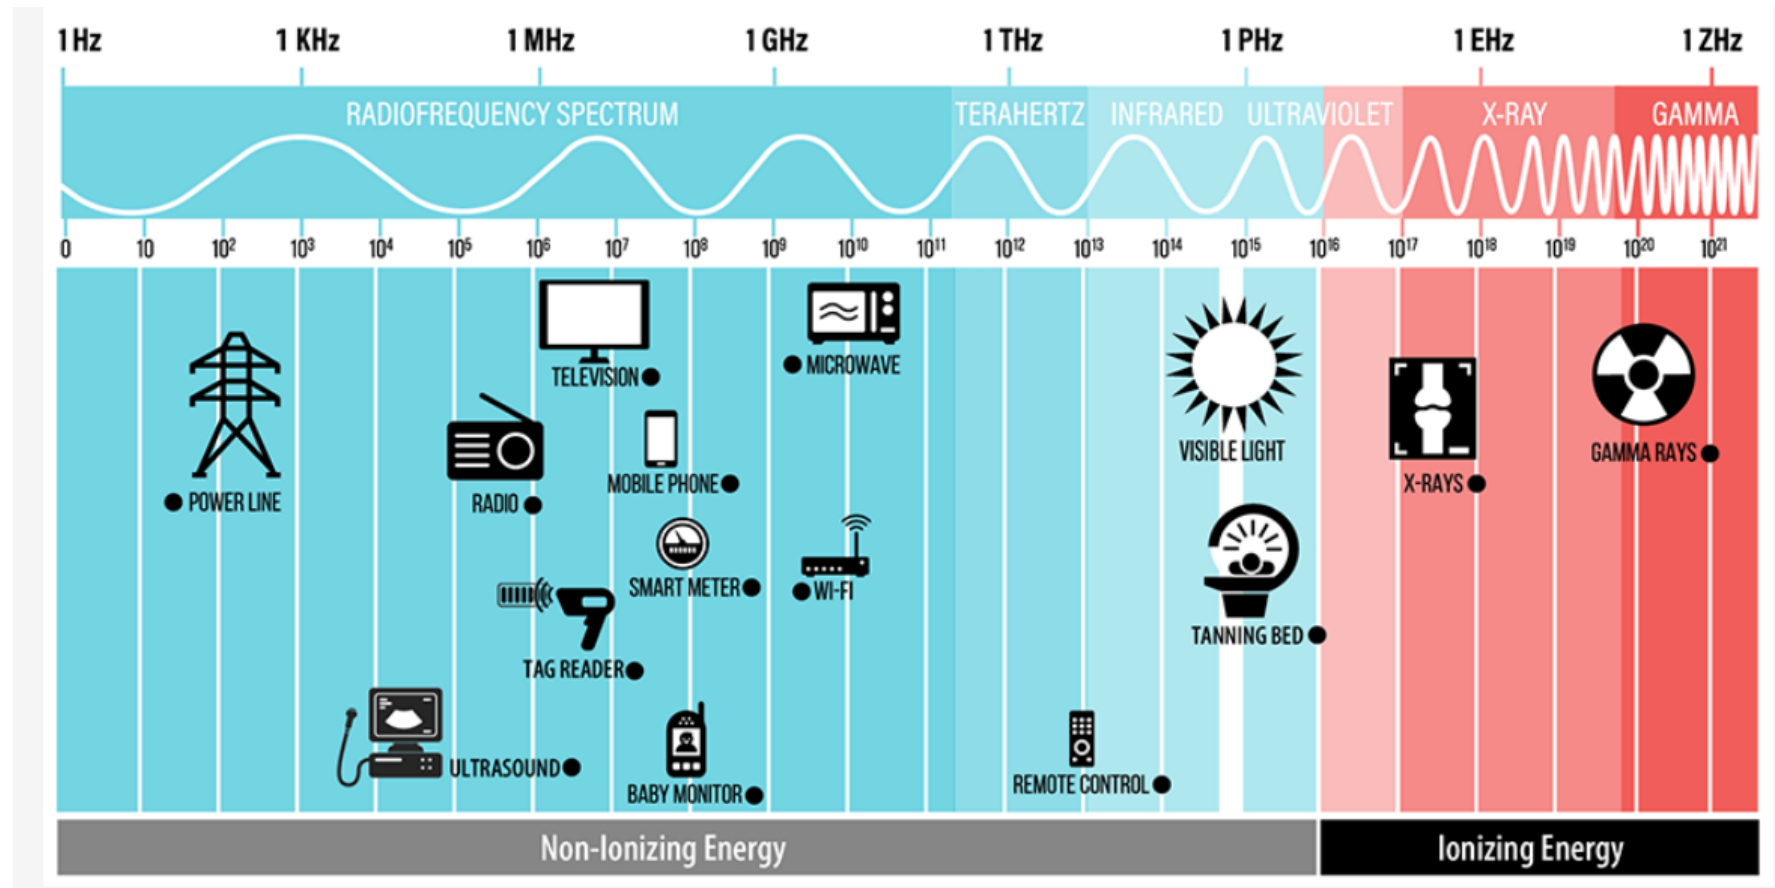 1 Hz 1 KHz 1 MHz 1 GHz 1 THz 1 PHz 1 EHz 1 ZHz
RADIOFREQUENCY SPECTRUM TERAHERTZ INFRARED ULTRAVIOLET X-RAY GAMMA
0 10 10² 10³ 10⁴ 10⁵ 10⁶ 10⁷ 10⁸ 10⁹ 10¹⁰ 10¹¹ 10¹² 10¹³ 10¹⁴ 10¹⁵ 10¹⁶ 10¹⁷ 10¹⁸ 10¹⁹ 10²⁰ 10²¹
MICROWAVE
TELEVISION
VISIBLE LIGHT
GAMMA RAYS
MOBILE PHONE
X-RAYS
POWER LINE
RADIO
SMART METER
WI-FI
TANNING BED
TAG READER
ULTRASOUND
REMOTE CONTROL
BABY MONITOR
Non-Ionizing Energy
Ionizing Energy